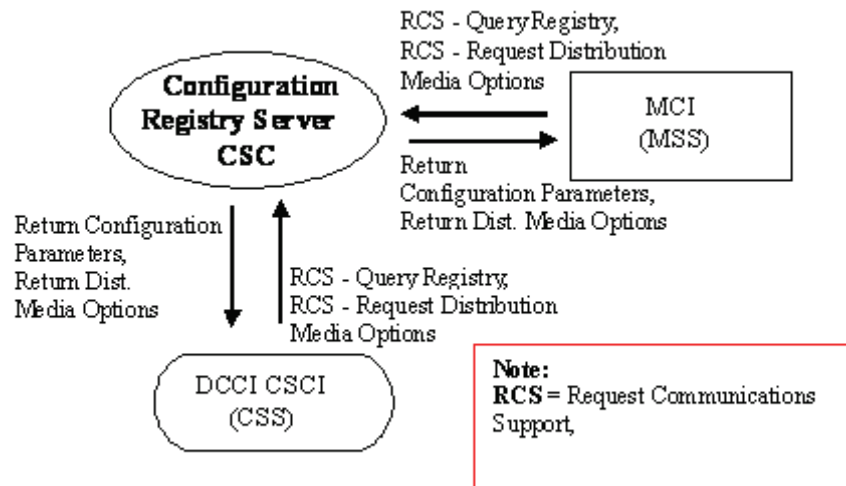 RCS - Query Registry,
RCS - Request Distribution
Media Options
Configuration
Registry Server
CSC
MCI
(MSS)
Return
Configuration Parameters,
Return Dist. Media Options
Return Configuration
Parameters,
Return Dist.
Media Options
RCS - Query Registry,
RCS - Request Distribution
Media Options
DCCI CSCI
(CSS)
Note:
RCS = Request Communications
Support,